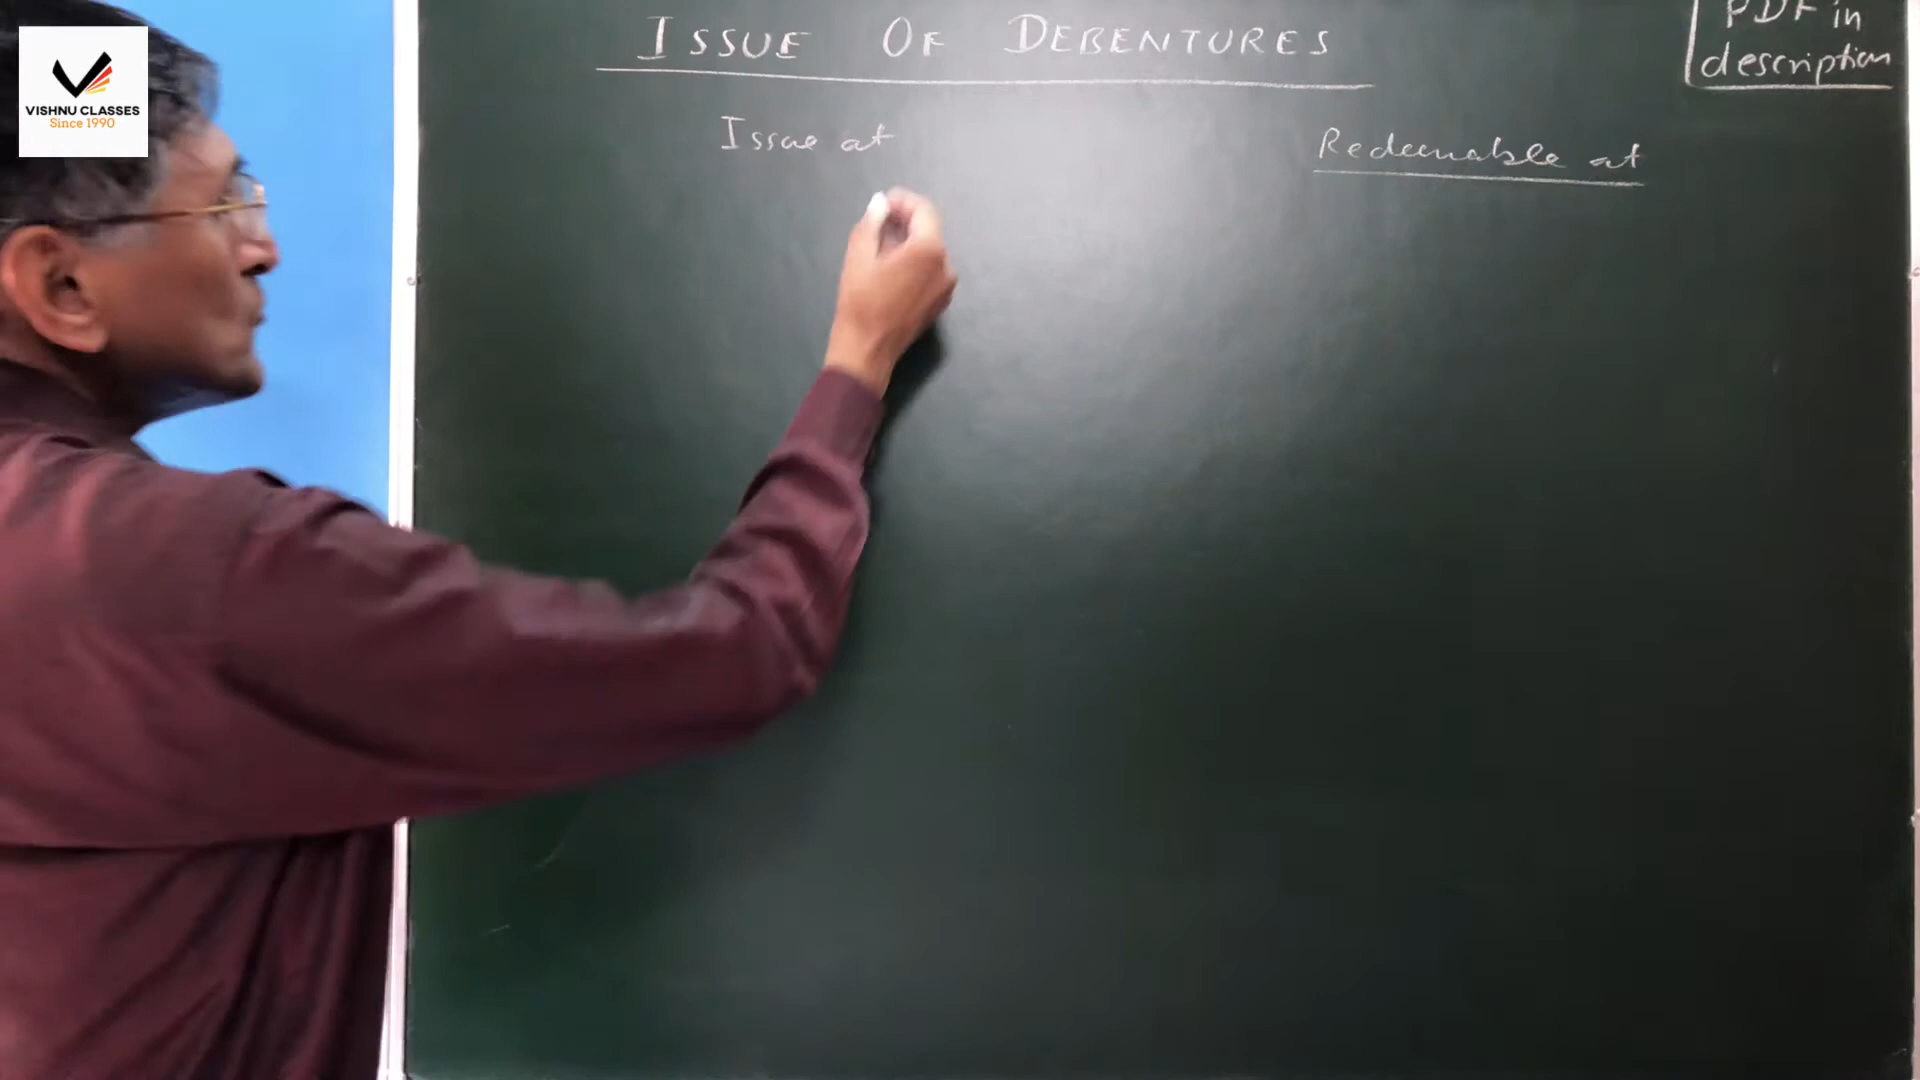 VISHNU CLASSES
Since 1990
ISSUE OF DEBENTURES
PDF in
description
Issue at
Redeemable at